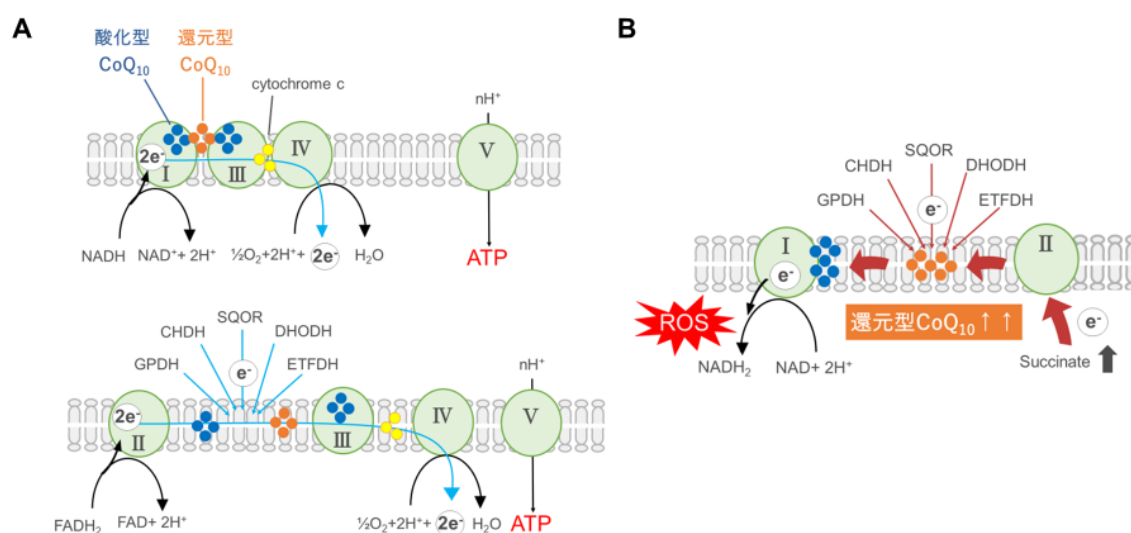 A
酸化型 還元型
CoQ10 CoQ10
cytochrome c
nH⁺
2e⁻
I
III
IV
V
NADH NAD⁺+ 2H⁺
½O₂+2H⁺+ 2e⁻ H₂O
ATP
SQOR
CHDH DHODH
GPDH e⁻ ETFDH
nH⁺
2e⁻
II
III
IV
V
FADH₂ FAD+ 2H⁺
½O₂+2H⁺+ 2e⁻ H₂O
ATP
B
SQOR
CHDH DHODH
GPDH e⁻ ETFDH
I
II
e⁻
ROS
還元型CoQ₁₀↑ ↑
e⁻
NADH₂ NAD+ 2H⁺
Succinate